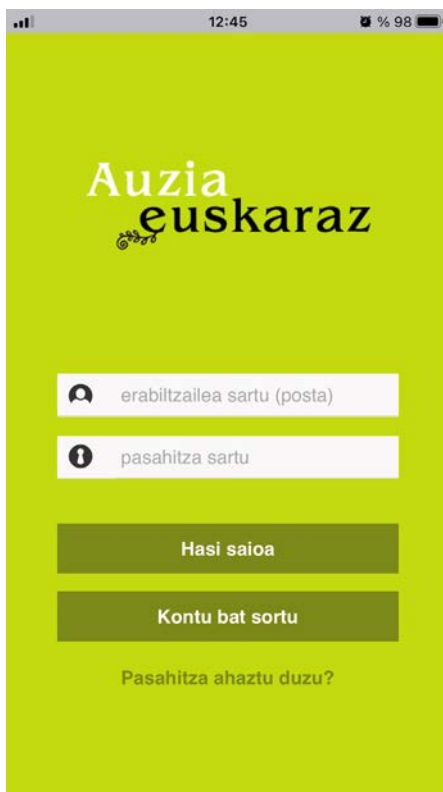 12:45 % 98
Auzia
euskaraz
erabiltzailea sartu (posta)
pasahitza sartu
Hasi saioa
Kontu bat sortu
Pasahitza ahaztu duzu?